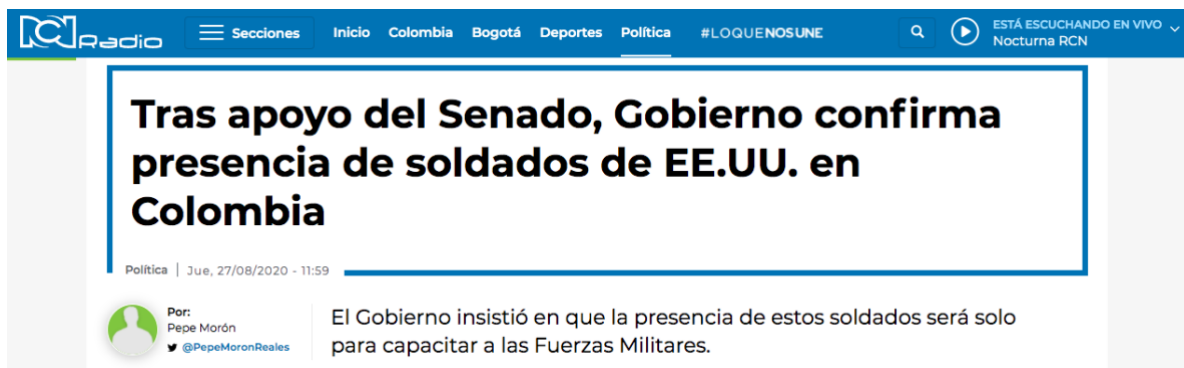 RCN Radio
Secciones
Inicio Colombia Bogotá Deportes Política #LOQUENOSUNE
ESTÁ ESCUCHANDO EN VIVO
Nocturna RCN
Tras apoyo del Senado, Gobierno confirma
presencia de soldados de EE.UU. en
Colombia
Política | Jue, 27/08/2020 - 11:59
Por:
Pepe Morón
@PepeMoronReales
El Gobierno insistió en que la presencia de estos soldados será solo
para capacitar a las Fuerzas Militares.